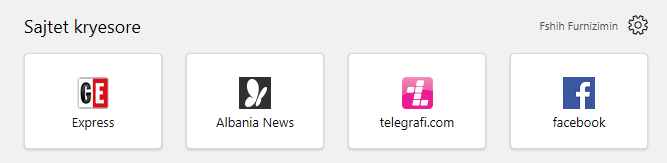 Sajtet kryesore
Fshih Furnizimin
GE
Express
Albania News
telegrafi.com
f
facebook